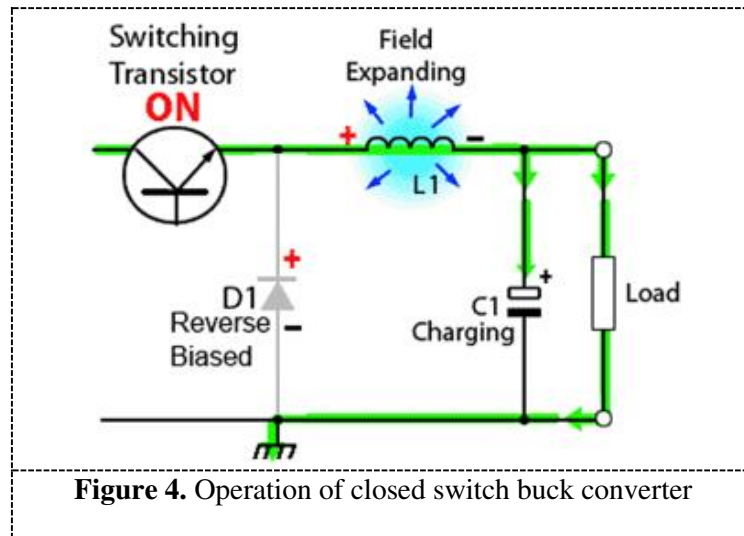 Switching
Transistor
ON
Field
Expanding
+
-
L1
+
D1
Reverse
Biased
-
+
C1
Charging
Load
Figure 4. Operation of closed switch buck converter